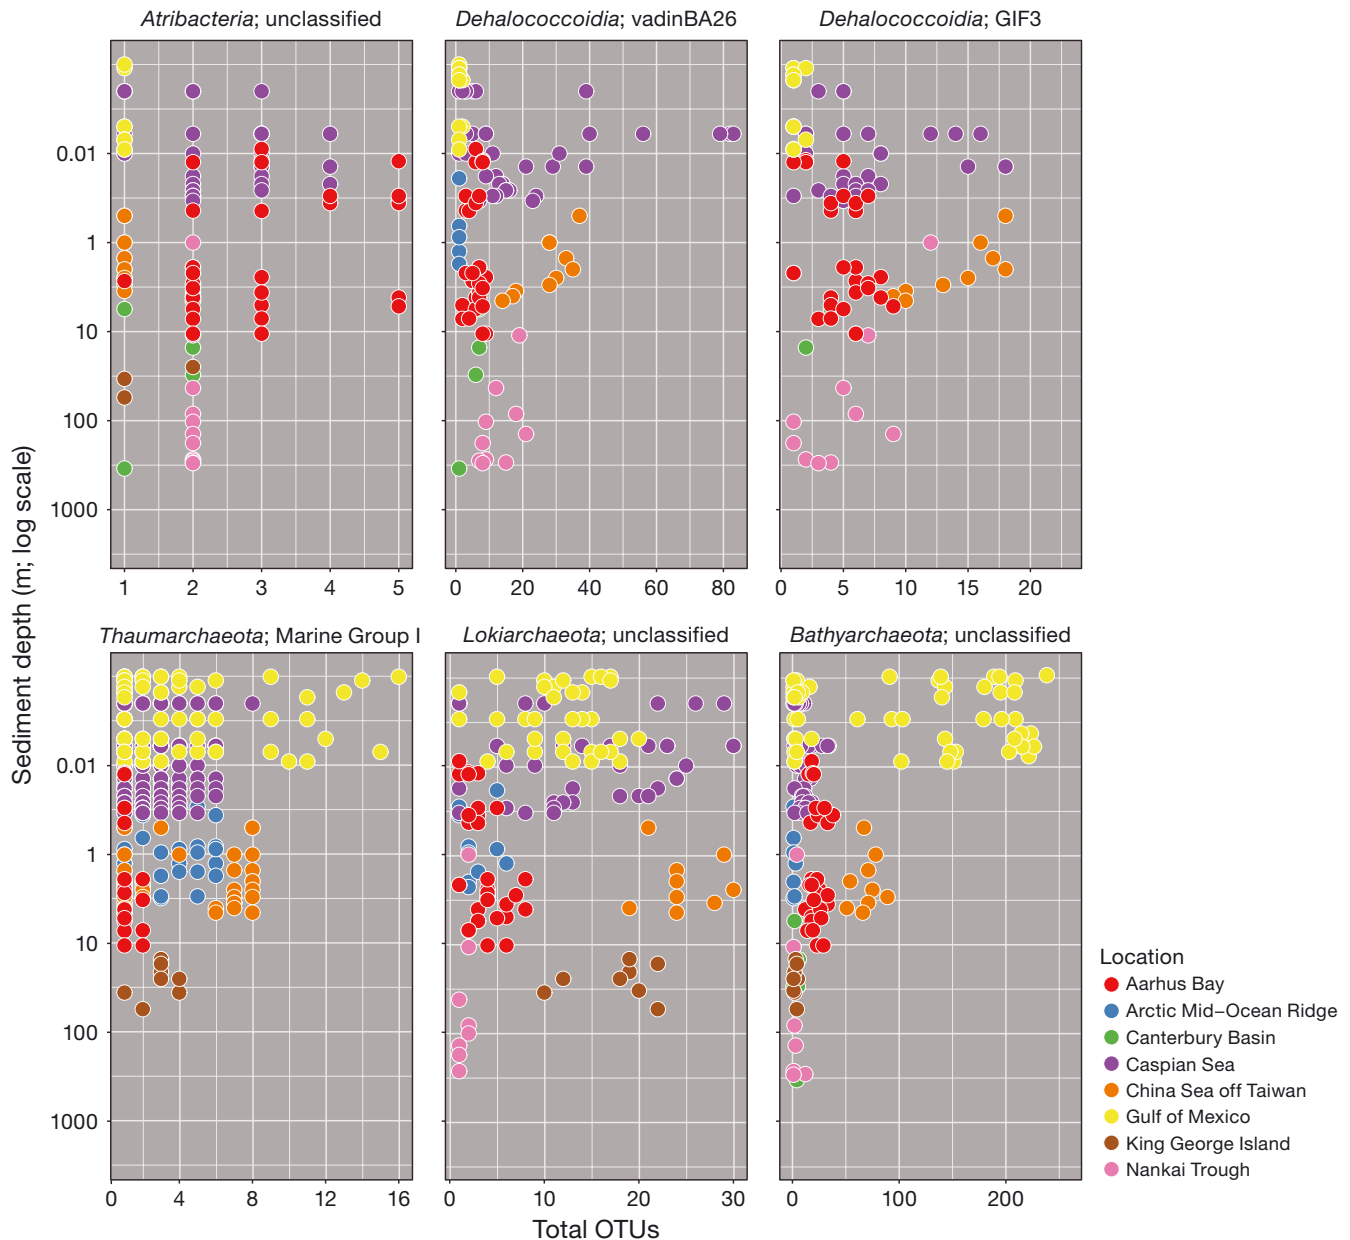 Atribacteria; unclassified
Dehalococcoidia; vadinBA26
Dehalococcoidia; GIF3
0.01
1
10
100
1000
1 2 3 4 5
0 20 40 60 80
0 5 10 15 20
Sediment depth (m; log scale)
Thaumarchaeota; Marine Group I
Lokiarchaeota; unclassified
Bathyarchaeota; unclassified
0.01
1
10
100
1000
0 4 8 12 16
0 10 20 30
0 100 200
Total OTUs
Location
Aarhus Bay
Arctic Mid–Ocean Ridge
Canterbury Basin
Caspian Sea
China Sea off Taiwan
Gulf of Mexico
King George Island
Nankai Trough